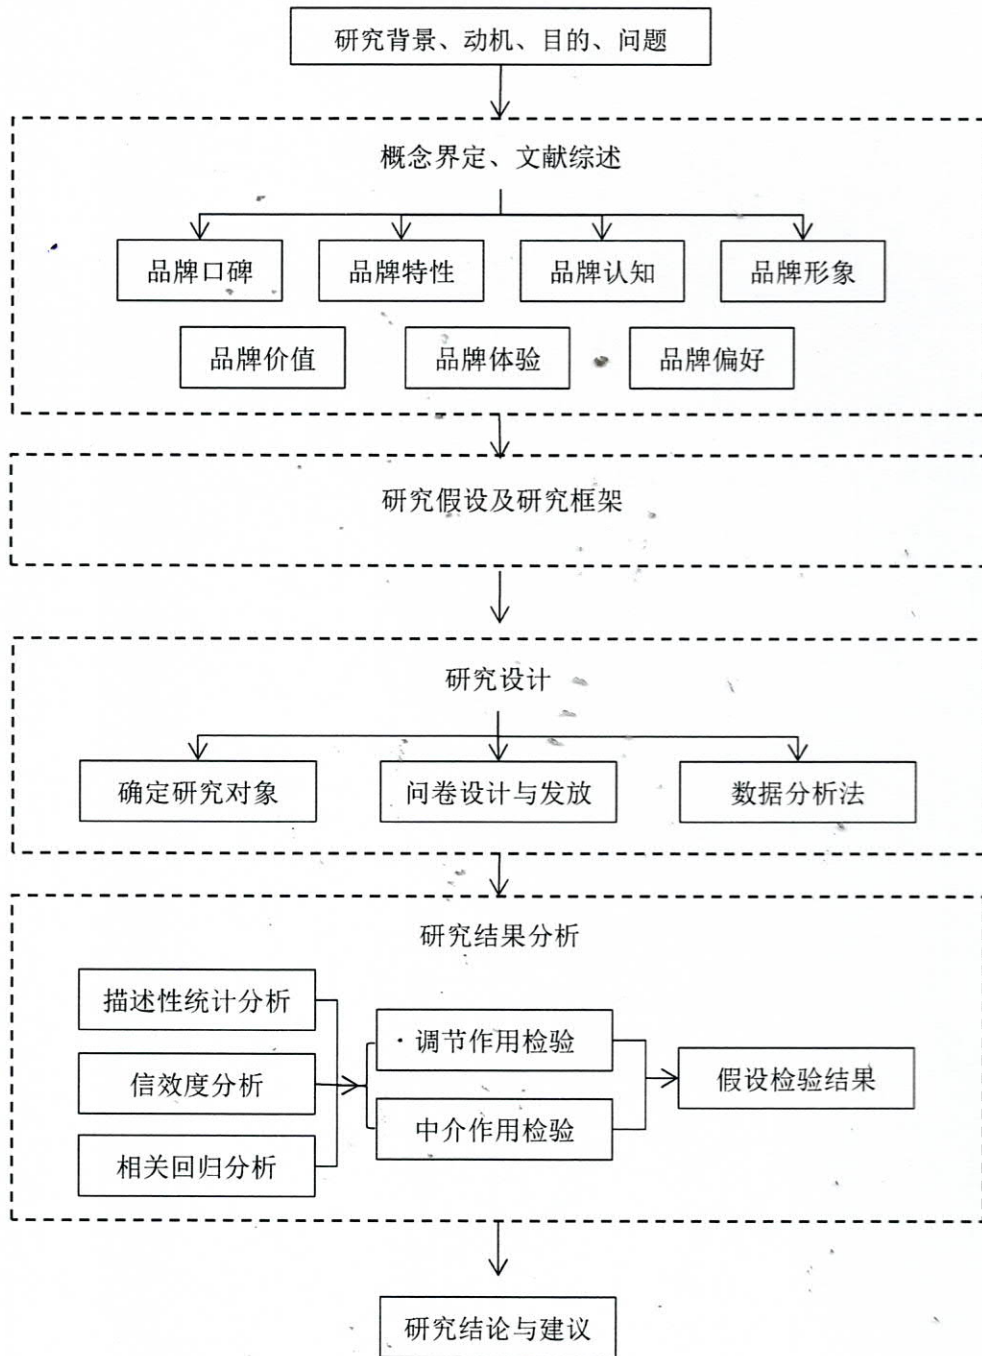 研究背景、动机、目的、问题
概念界定、文献综述
品牌口碑
品牌特性
品牌认知
品牌形象
品牌价值
品牌体验
品牌偏好
研究假设及研究框架
研究设计
确定研究对象
问卷设计与发放
数据分析法
研究结果分析
描述性统计分析
信效度分析
相关回归分析
调节作用检验
中介作用检验
假设检验结果
研究结论与建议